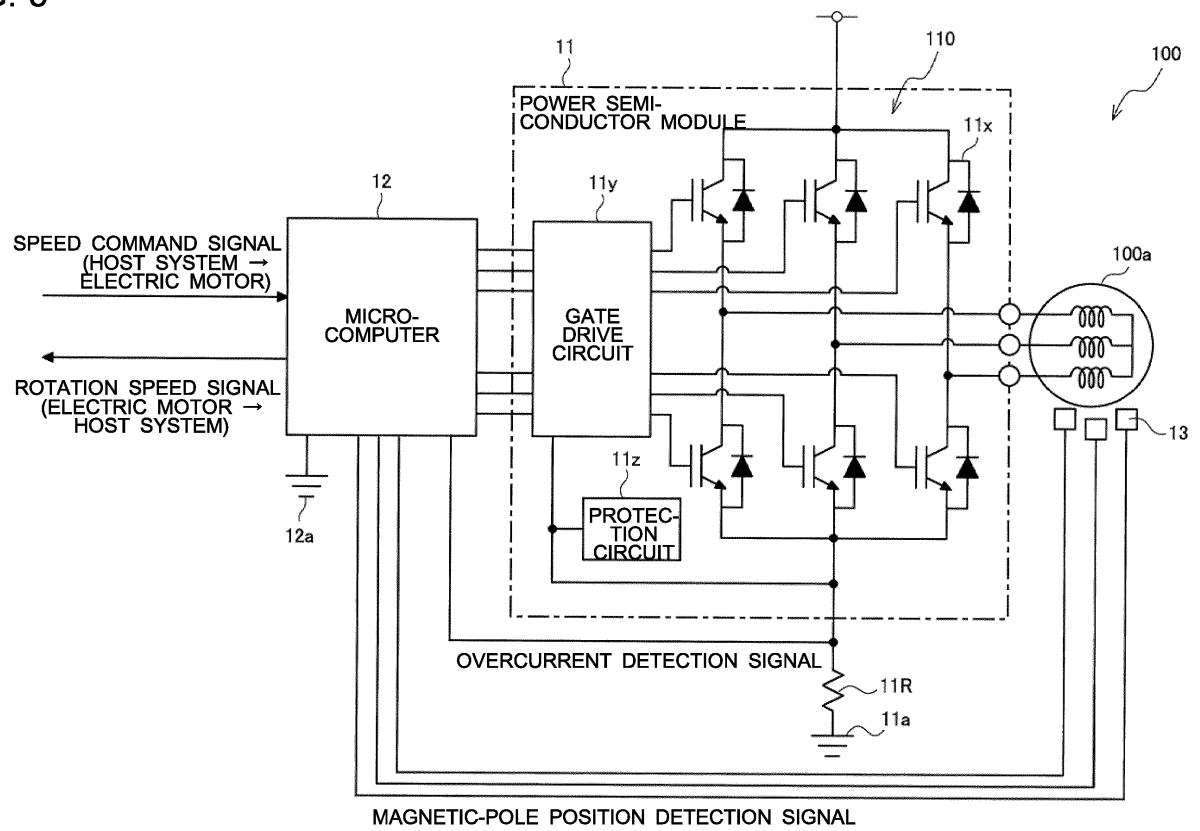 110
100
11
POWER SEMI-
CONDUCTOR MODULE
11x
12
11y
SPEED COMMAND SIGNAL
(HOST SYSTEM →
ELECTRIC MOTOR)
100a
MICRO-
COMPUTER
GATE
DRIVE
CIRCUIT
ROTATION SPEED SIGNAL
(ELECTRIC MOTOR →
HOST SYSTEM)
13
11z
PROTEC-
TION
CIRCUIT
12a
OVERCURRENT DETECTION SIGNAL
11R
11a
MAGNETIC-POLE POSITION DETECTION SIGNAL